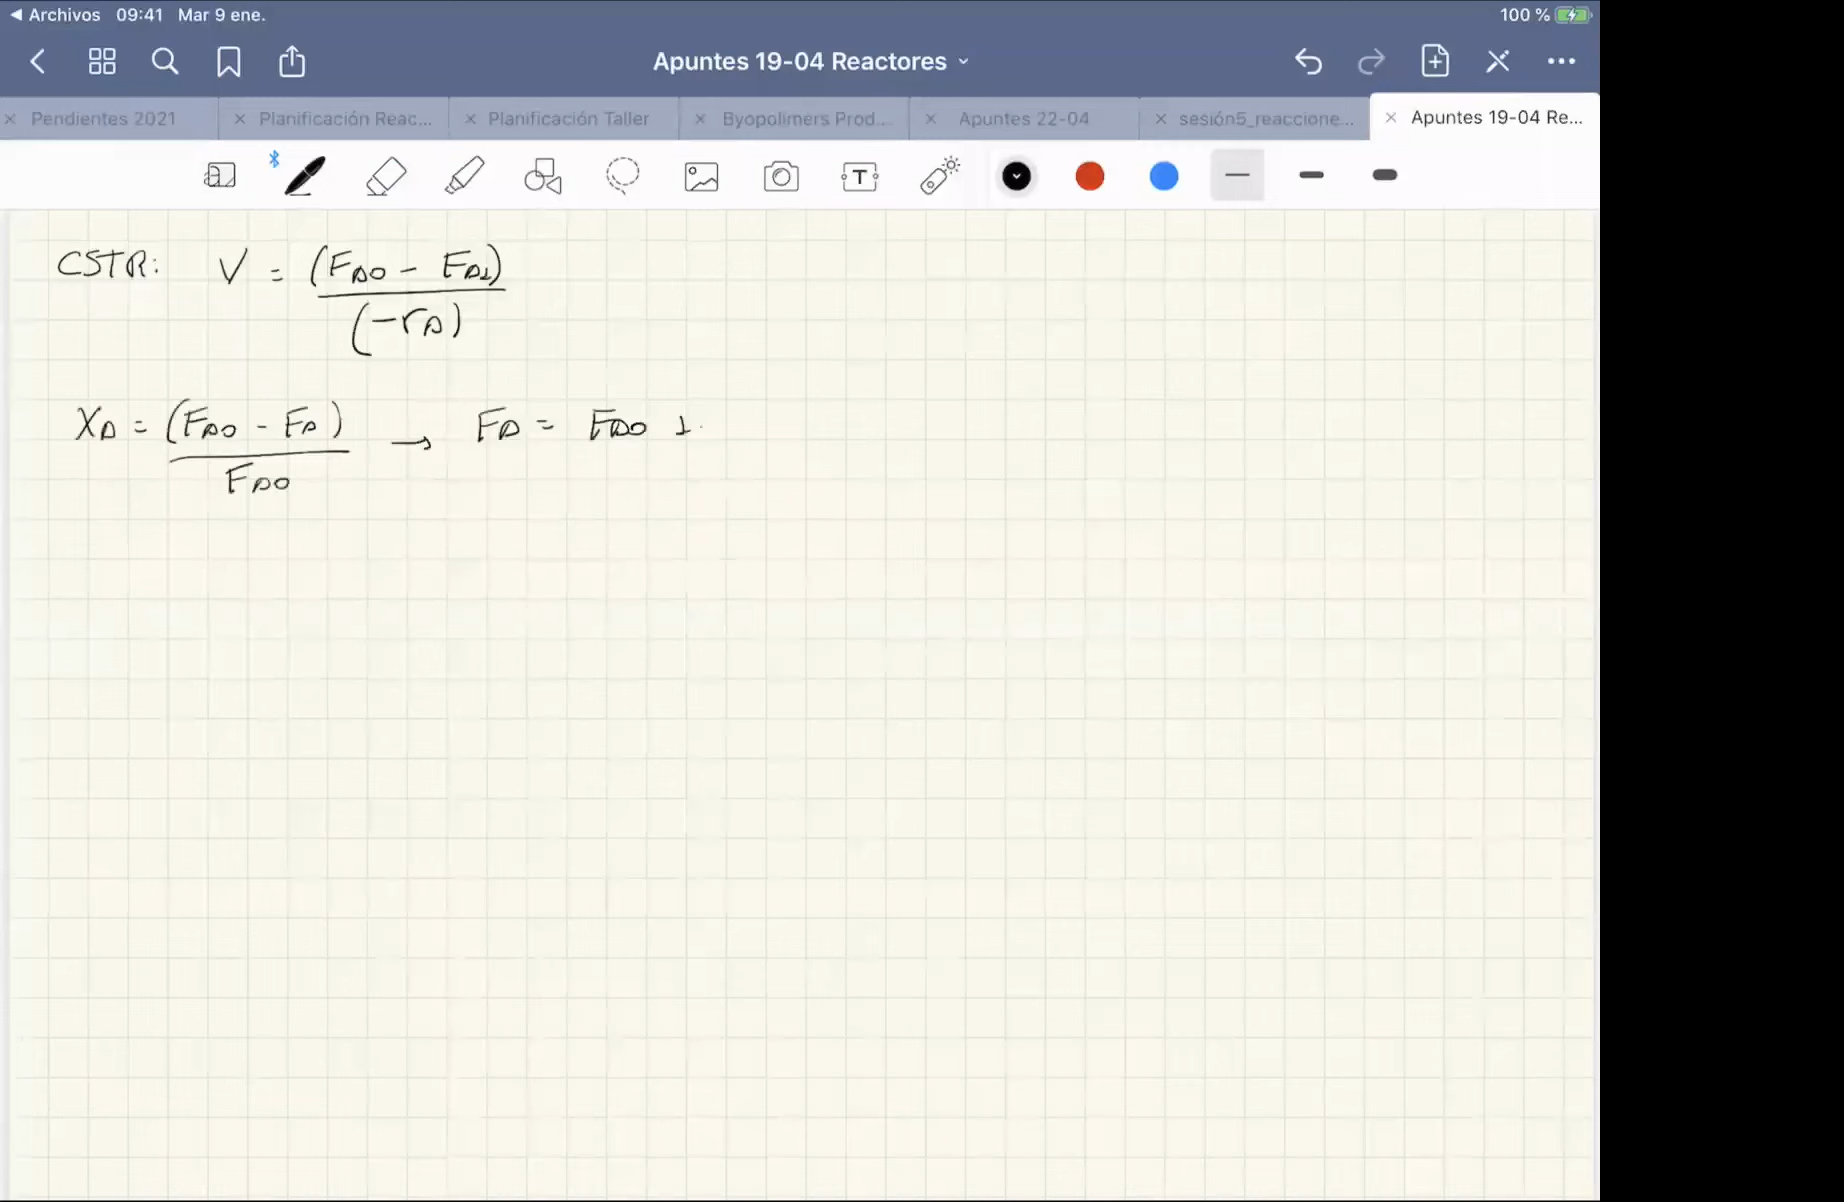 Archivos 09:41 Mar 9 ene. 100 %
Apuntes 19-04 Reactores
Pendientes 2021 Planificación Reac... Planificación Taller Byopolimers Prod... Apuntes 22-04 sesión5_reaccione... Apuntes 19-04 Re...
CSTR: V = (FA0 - FA1)
(-rA)
XA = (FA0 - FA) → FA = FA0 1.
FA0